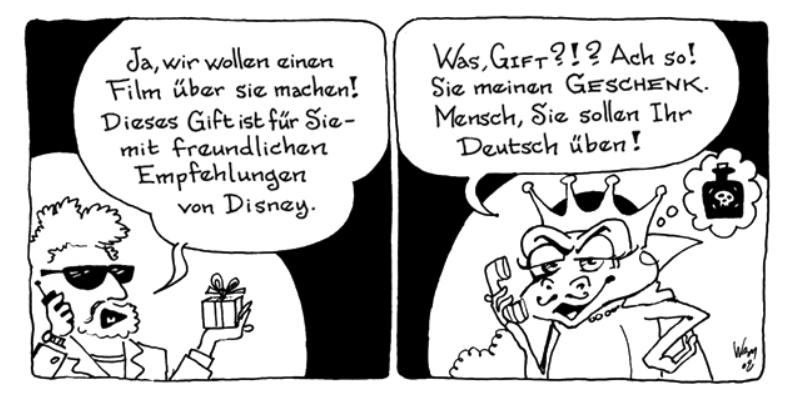 Ja, wir wollen einen
Film über sie machen!
Dieses Gift ist für Sie–
mit freundlichen
Empfehlungen
von Disney.
Was, GIFT?!? Ach so!
Sie meinen GESCHENK.
Mensch, Sie sollen Ihr
Deutsch üben!